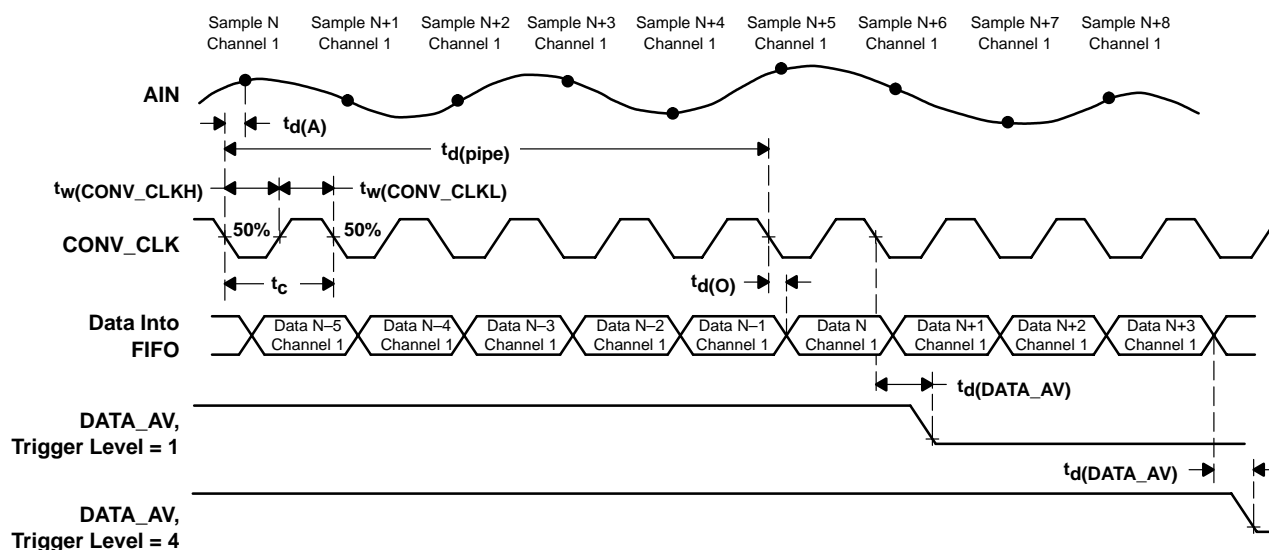 Sample N Sample N+1 Sample N+2 Sample N+3 Sample N+4 Sample N+5 Sample N+6 Sample N+7 Sample N+8
Channel 1 Channel 1 Channel 1 Channel 1 Channel 1 Channel 1 Channel 1 Channel 1 Channel 1
AIN
td(A)
td(pipe)
tw(CONV_CLKH) tw(CONV_CLKL)
50% 50%
CONV_CLK
tc td(O)
Data Into
FIFO
Data N–5 Data N–4 Data N–3 Data N–2 Data N–1 Data N Data N+1 Data N+2 Data N+3
Channel 1 Channel 1 Channel 1 Channel 1 Channel 1 Channel 1 Channel 1 Channel 1 Channel 1
td(DATA_AV)
DATA_AV,
Trigger Level = 1
td(DATA_AV)
DATA_AV,
Trigger Level = 4